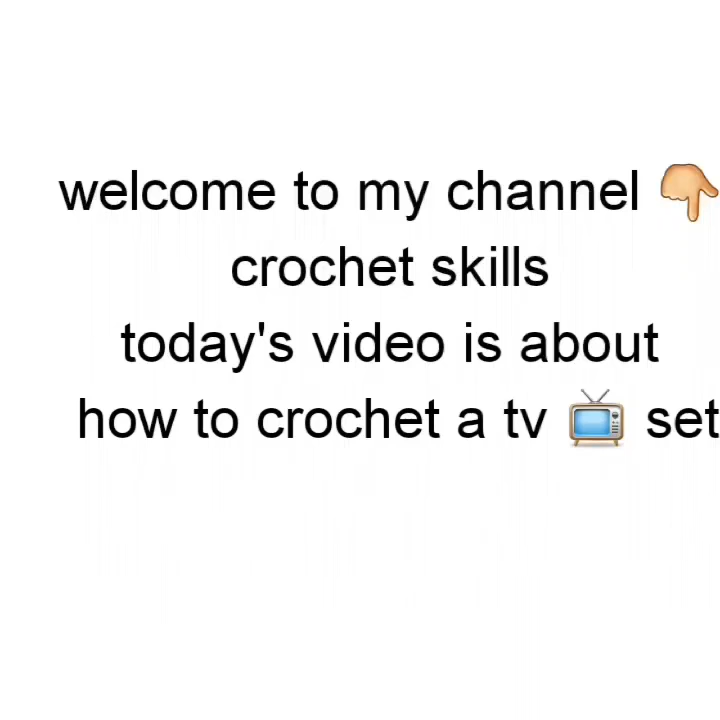 welcome to my channel 👇
crochet skills
today's video is about
how to crochet a tv 📺 set